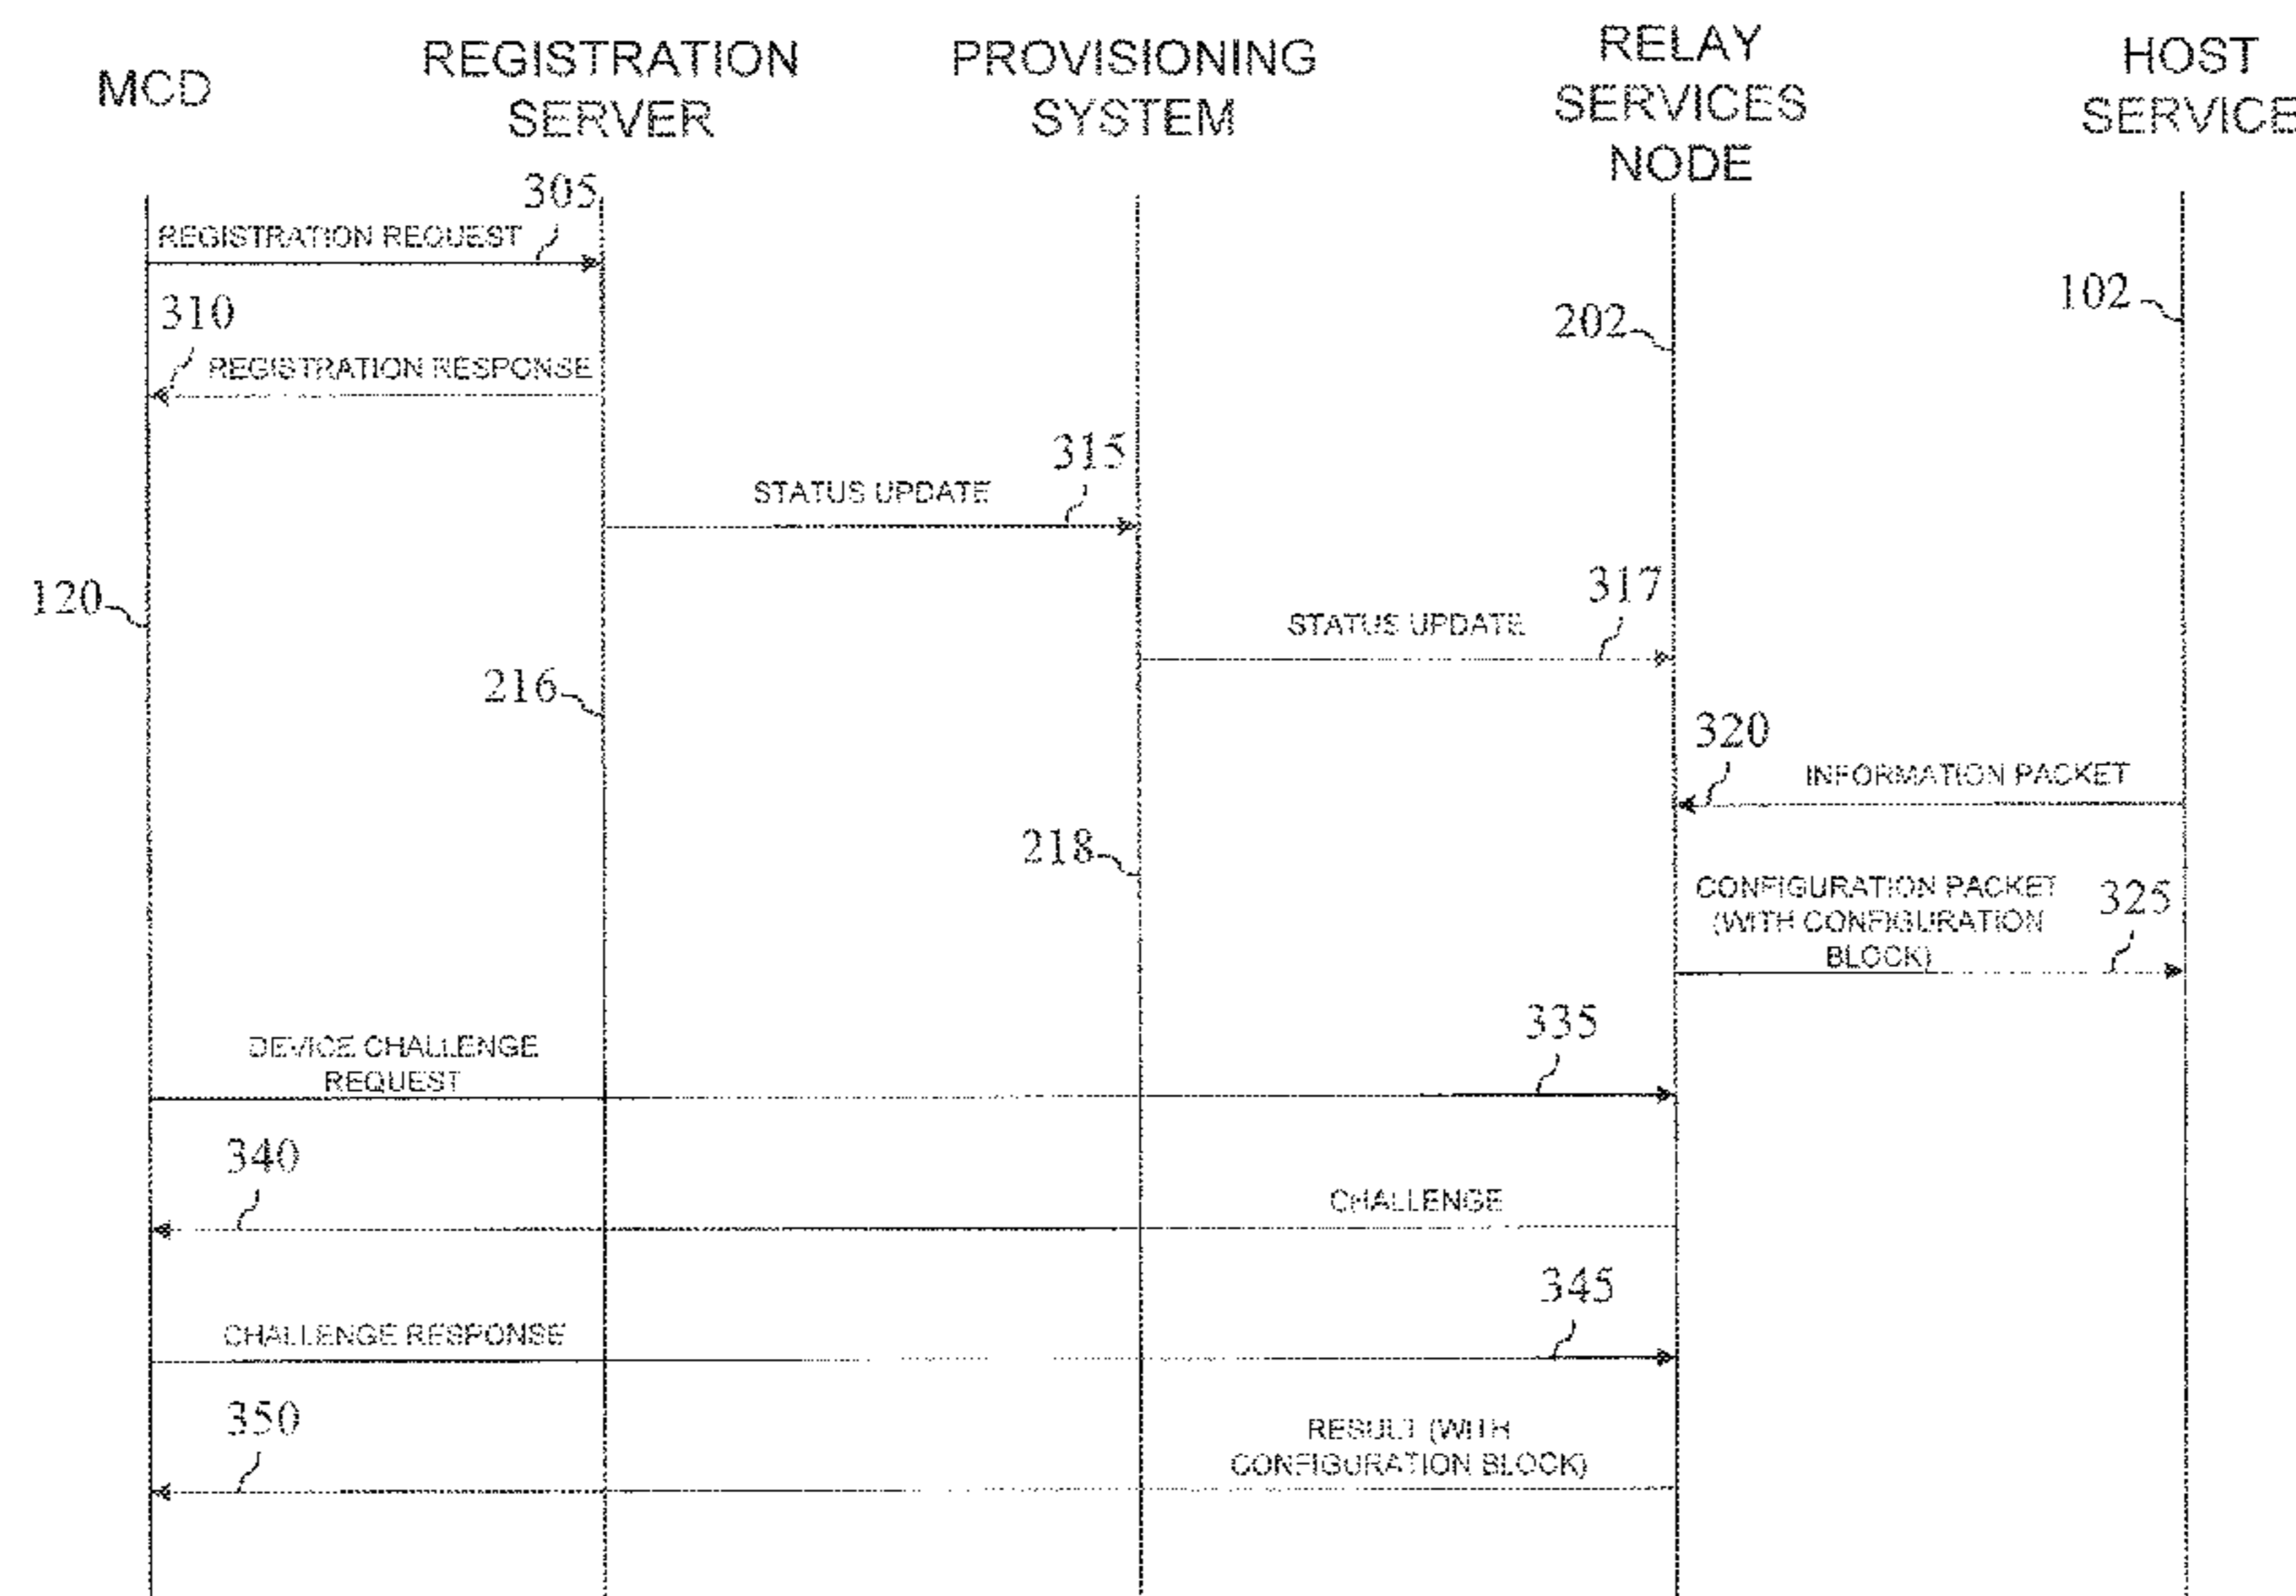 MCD
REGISTRATION
SERVER
PROVISIONING
SYSTEM
RELAY
SERVICES
NODE
HOST
SERVICE
305
REGISTRATION REQUEST
310
REGISTRATION RESPONSE
202
102
315
STATUS UPDATE
120
317
STATUS UPDATE
216
320
INFORMATION PACKET
218
CONFIGURATION PACKET
(WITH CONFIGURATION
BLOCK)
325
335
DEVICE CHALLENGE
REQUEST
340
CHALLENGE
345
CHALLENGE RESPONSE
350
RESULT (WITH
CONFIGURATION BLOCK)